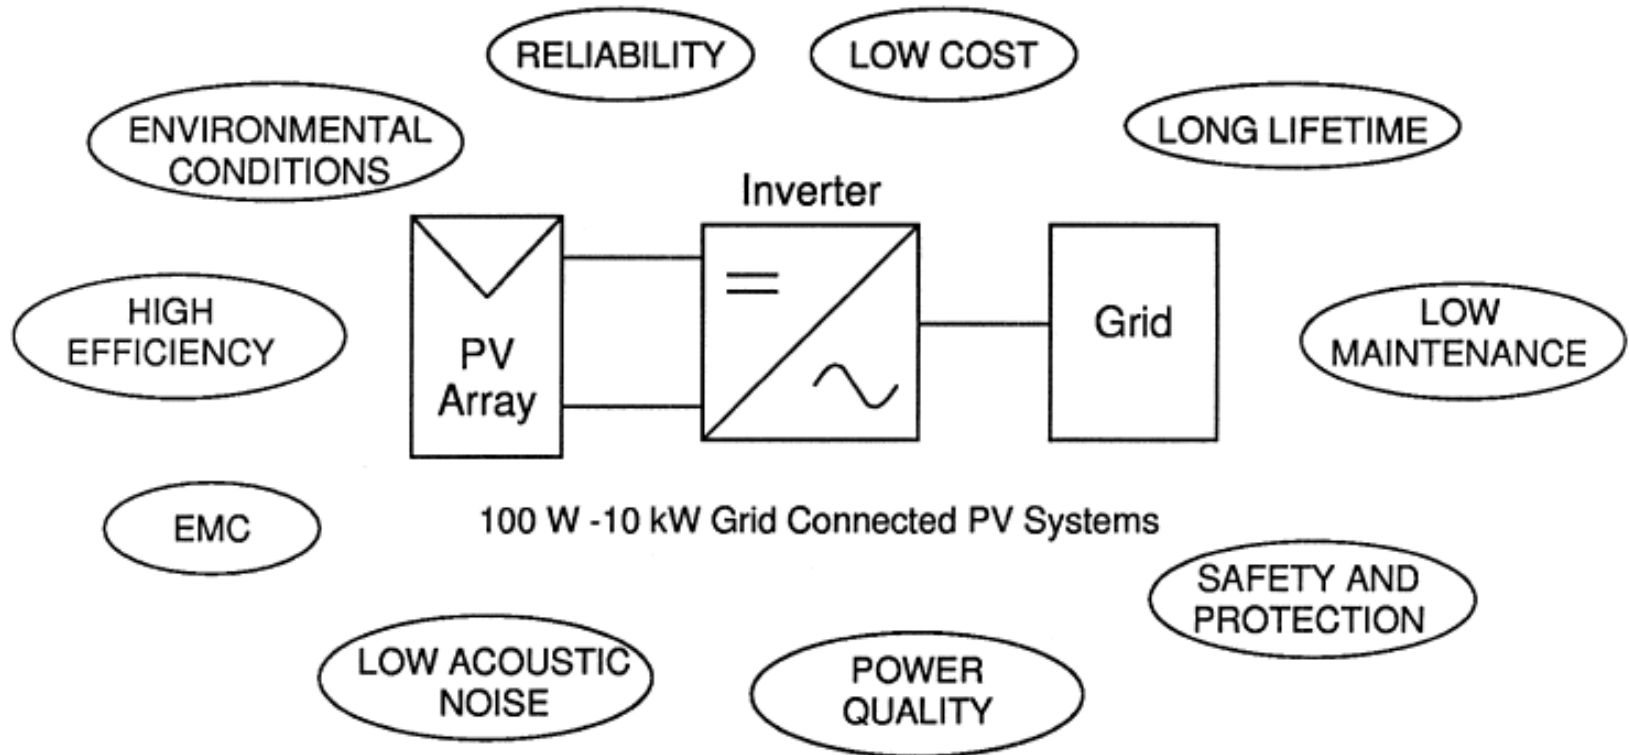 RELIABILITY
LOW COST
ENVIRONMENTAL
CONDITIONS
LONG LIFETIME
Inverter
HIGH
EFFICIENCY
PV
Array
Grid
LOW
MAINTENANCE
EMC
100 W -10 kW Grid Connected PV Systems
SAFETY AND
PROTECTION
LOW ACOUSTIC
NOISE
POWER
QUALITY